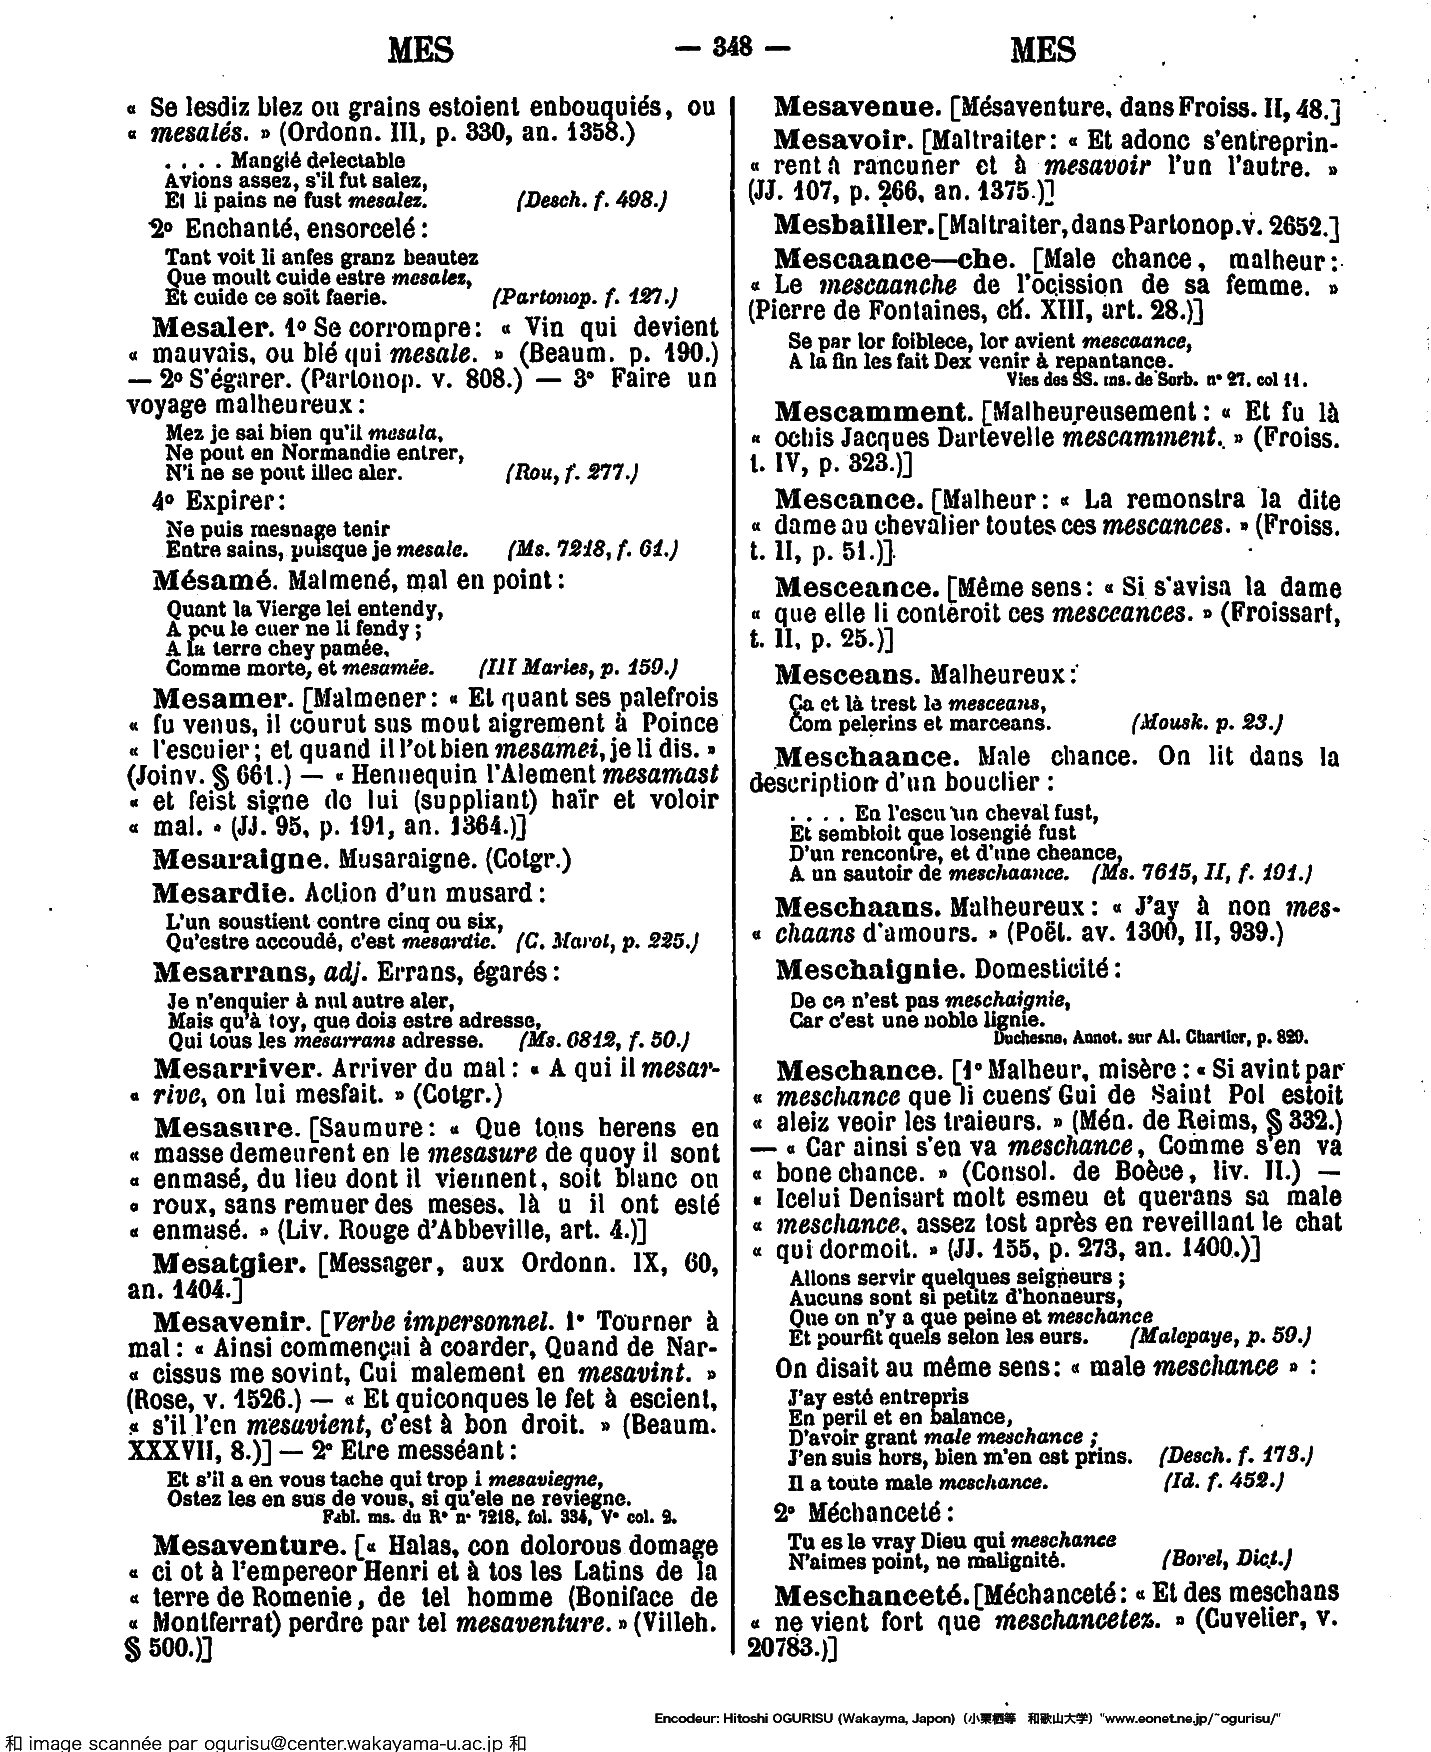 MES — 348 — MES
« Se lesdiz blez ou grains estoient enbouquiés, ou
« mesalés. » (Ordonn. III, p. 330, an. 1358.)
. . . . Mangié delectable
Avions assez, s'il fut salez,
Et li pains ne fust mesalez. (Desch. f. 498.)
2º Enchanté, ensorcelé :
Tant voit li anfes granz beautez
Que moult cuide estre mesalez,
Et cuide ce soit faerie. (Partonop. f. 127.)
Mesaler. 1º Se corrompre : « Vin qui devient
« mauvais, ou blé qui mesale. » (Beaum. p. 190.)
— 2º S'égarer. (Partonop. v. 808.) — 3º Faire un
voyage malheureux :
Mez je sai bien qu'il mesala,
Ne pout en Normandie entrer,
N'i ne se pout illec aler. (Rou, f. 277.)
4º Expirer :
Ne puis mesnage tenir
Entre sains, puisque je mesale. (Ms. 7218, f. 61.)
Mésamé. Malmené, mal en point :
Quant la Vierge lei entendy,
A peu le cuer ne li fendy ;
A la terre chey pamée,
Comme morte, et mesamée. (III Maries, p. 159.)
Mesamer. [Malmener : « Et quant ses palefrois
« fu venus, il courut sus mout aigrement à Poince
« l'escuier ; et quand il l'ot bien mesamei, je li dis. »
(Joinv. § 661.) — « Hennequin l'Alement mesamast
« et feist signe de lui (suppliant) haïr et voloir
« mal. » (JJ. 95, p. 191, an. 1364.)]
Mesaraigne. Musaraigne. (Cotgr.)
Mesardie. Action d'un musard :
L'un soustient contre cinq ou six,
Qu'estre accoudé, c'est mesardie. (C. Marot, p. 225.)
Mesarrans, adj. Errans, égarés :
Je n'enquier à nul autre aler,
Mais qu'à toy, que dois estre adresse,
Qui tous les mesarrans adresse. (Ms. 6812, f. 50.)
Mesarriver. Arriver du mal : « A qui il mesar-
« rive, on lui mesfait. » (Cotgr.)
Mesasure. [Saumure : « Que tous herens en
« masse demeurent en le mesasure de quoy il sont
« enmasé, du lieu dont il viennent, soit blanc ou
« roux, sans remuer des meses, là u il ont esté
« enmasé. » (Liv. Rouge d'Abbeville, art. 4.)]
Mesatgier. [Messager, aux Ordonn. IX, 60,
an. 1404.]
Mesavenir. [Verbe impersonnel. 1º Tourner à
mal : « Ainsi commençai à coarder, Quand de Nar-
« cissus me sovint, Cui malement en mesavint. »
(Rose, v. 1526.) — « Et quiconques le fet à escient,
« s'il l'en mesavient, c'est à bon droit. » (Beaum.
XXXVII, 8.)] — 2º Etre messéant :
Et s'il a en vous tache qui trop i mesaviegne,
Ostez les en sus de vous, si qu'ele ne reviegne.
Fabl. ms. du Rº nº 7218, fol. 334, Vº col. 2.
Mesaventure. [« Halas, con dolorous domage
« ci ot à l'empereor Henri et à tos les Latins de la
« terre de Romenie, de tel homme (Boniface de
« Montferrat) perdre par tel mesaventure. » (Villeh.
§ 500.)]
Mesavenue. [Mésaventure, dans Froiss. II, 48.]
Mesavoir. [Maltraiter : « Et adonc s'entreprin-
« rent à rancuner et à mesavoir l'un l'autre. »
(JJ. 107, p. 266, an. 1375.)]
Mesbailler. [Maltraiter, dans Partonop. v. 2652.]
Mescaance—che. [Male chance, malheur :
« Le mescaanche de l'ocission de sa femme. »
(Pierre de Fontaines, ch. XIII, art. 28.)]
Se par lor foiblece, lor avient mescaance,
A la fin les fait Dex venir à repantance.
Vies des SS. ms. de Sorb. nº 27, col 11.
Mescamment. [Malheureusement : « Et fu là
« ochis Jacques Dartevelle mescamment. » (Froiss.
t. IV, p. 323.)]
Mescance. [Malheur : « La remonstra la dite
« dame au chevalier toutes ces mescances. » (Froiss.
t. II, p. 51.)]
Mesceance. [Même sens : « Si s'avisa la dame
« que elle li conteroit ces mesceances. » (Froissart,
t. II, p. 25.)]
Mesceans. Malheureux :
Ça et là trest le mesceans,
Com pelerins et marceans. (Mousk. p. 23.)
Meschaance. Male chance. On lit dans la
description d'un bouclier :
. . . . En l'escu un cheval fust,
Et sembloit que losengié fust
D'un rencontre, et d'une cheance,
A un sautoir de meschaance. (Ms. 7615, II, f. 191.)
Meschaans. Malheureux : « J'ay à non mes-
« chaans d'amours. » (Poët. av. 1300, II, 939.)
Meschaignie. Domesticité :
De ce n'est pas meschaignie,
Car c'est une noble lignie.
Duchesne, Annot. sur Al. Chartier, p. 820.
Meschance. [1º Malheur, misère : « Si avint par
« meschance que li cuens Gui de Saint Pol estoit
« aleiz veoir les traieurs. » (Mén. de Reims, § 332.)
— « Car ainsi s'en va meschance, Comme s'en va
« bone chance. » (Consol. de Boèce, liv. II.) —
« Icelui Denisart molt esmeu et querans sa male
« meschance, assez tost après en reveillant le chat
« qui dormoit. » (JJ. 155, p. 273, an. 1400.)]
Allons servir quelques seigneurs ;
Aucuns sont si petitz d'honneurs,
Que on n'y a que peine et meschance
Et pourfit quels selon les eurs. (Malepaye, p. 59.)
On disait au même sens : « male meschance » :
J'ay esté entrepris
En peril et en balance,
D'avoir grant male meschance ;
J'en suis hors, bien m'en est prins. (Desch. f. 173.)
Il a toute male meschance. (Id. f. 452.)
2º Méchanceté :
Tu es le vray Dieu qui meschance
N'aimes point, ne malignité. (Borel, Dict.)
Meschanceté. [Méchanceté : « Et des meschans
« ne vient fort que meschancetez. » (Cuvelier, v.
20783.)]
Encodeur: Hitoshi OGURISU (Wakayma, Japon) (小栗栖等 和歌山大学) "www.eonet.ne.jp/~ogurisu/"
和 image scannée par ogurisu@center.wakayama-u.ac.jp 和